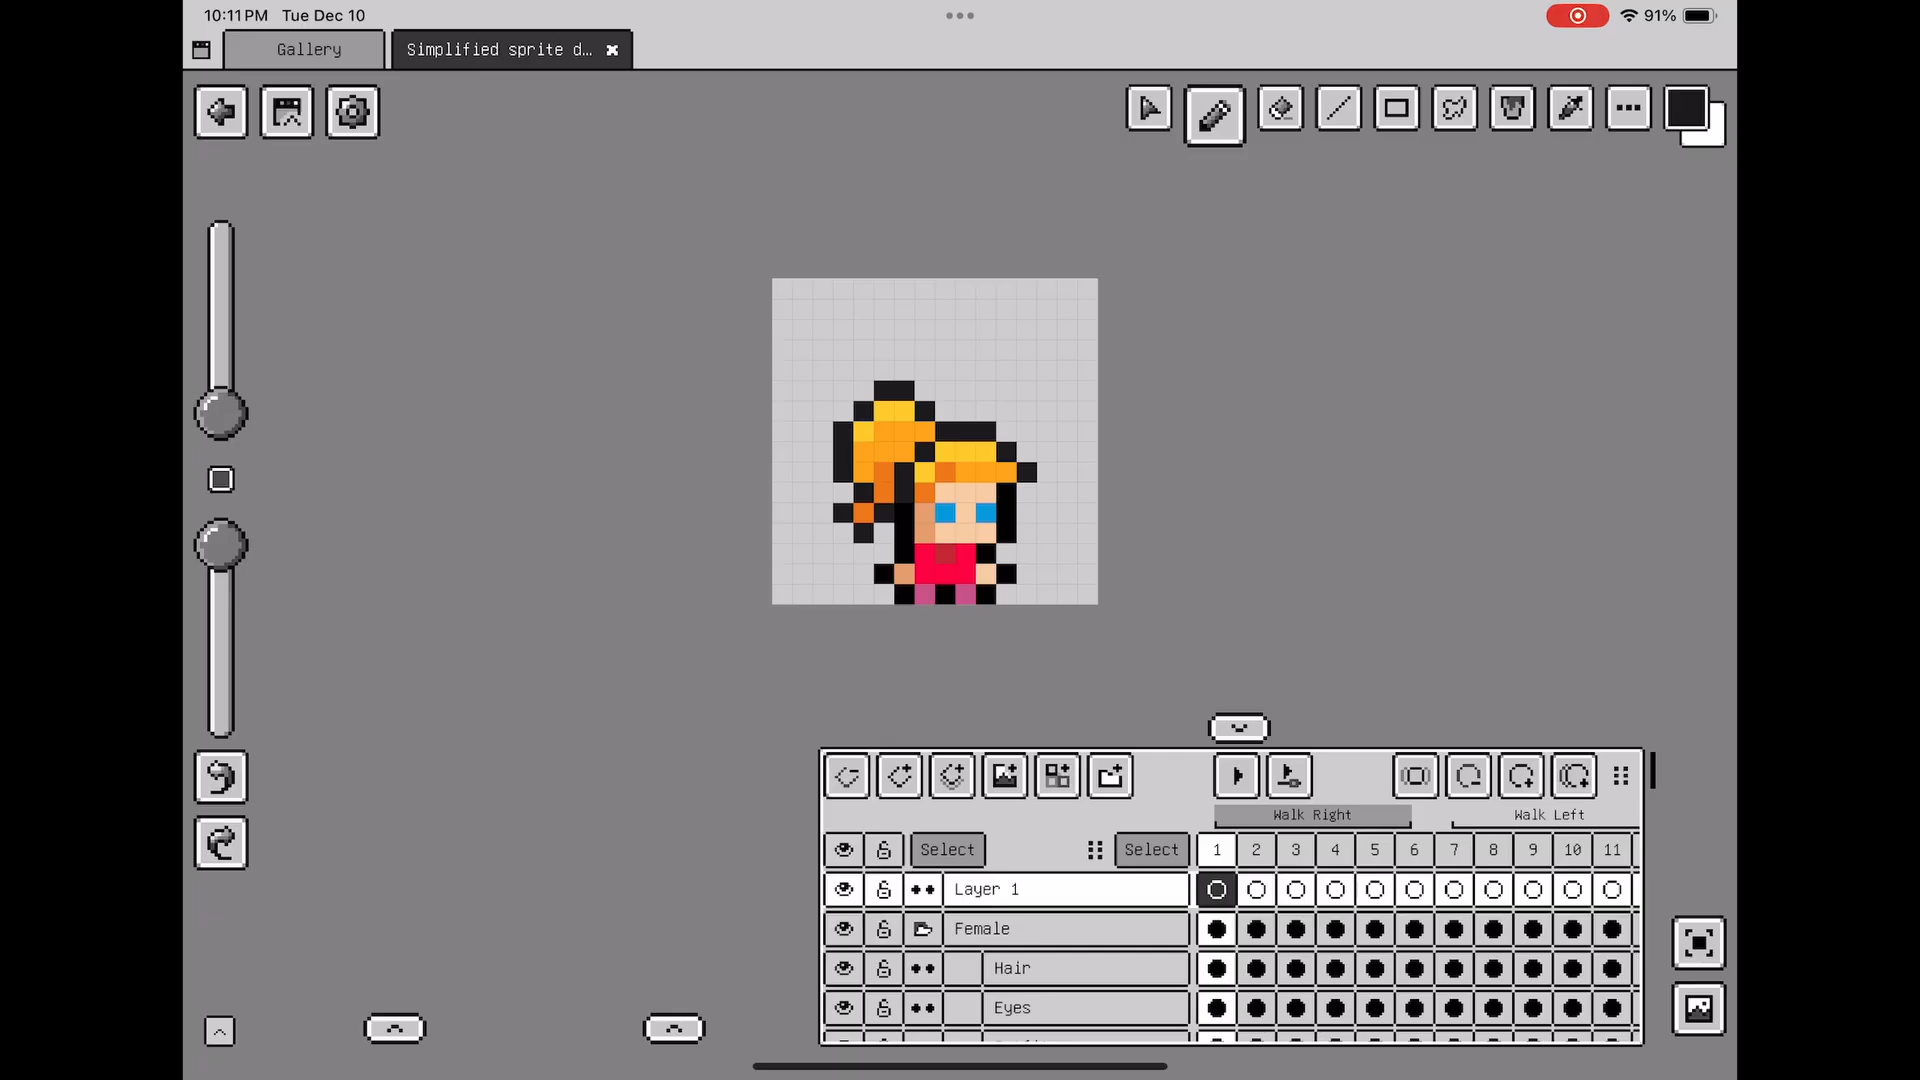 10:11 PM Tue Dec 10
91%
Gallery
Simplified sprite d…
Walk Right
Walk Left
Select
Select
1 2 3 4 5 6 7 8 9 10 11
Layer 1
Female
Hair
Eyes